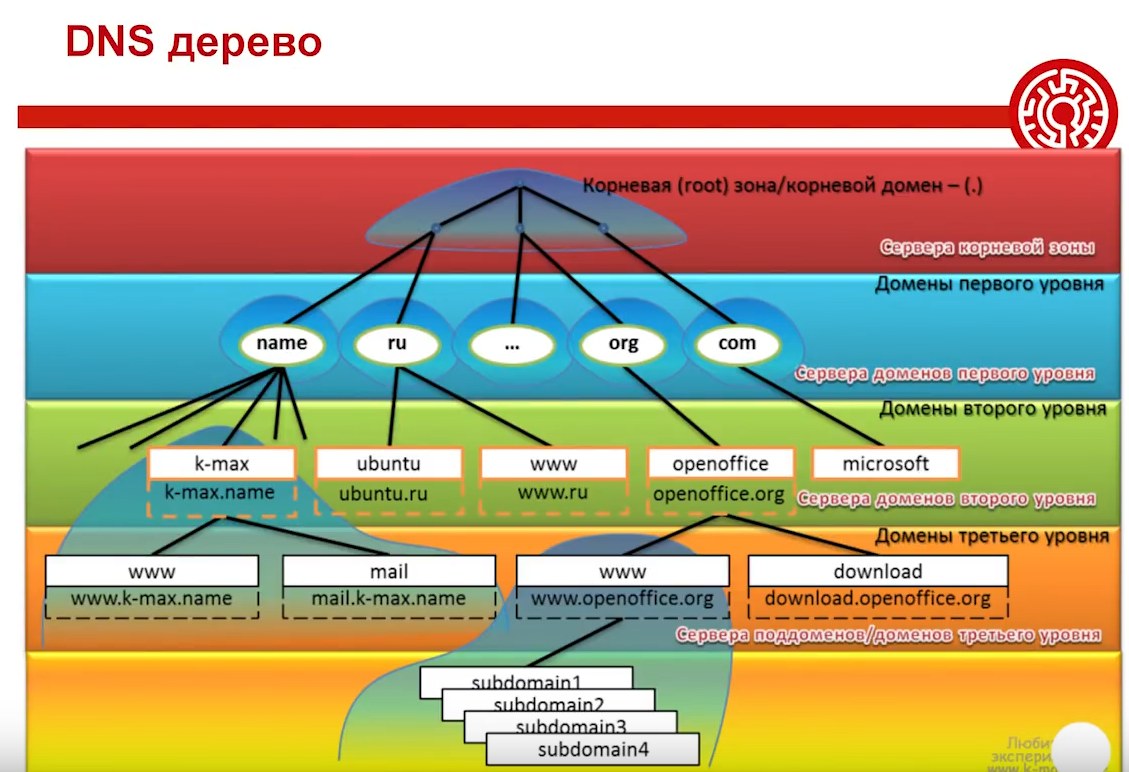 DNS дерево
Корневая (root) зона/корневой домен – (.)
Сервера корневой зоны
Домены первого уровня
name
ru
...
org
com
Сервера доменов первого уровня
Домены второго уровня
k-max
ubuntu
www
openoffice
microsoft
k-max.name
ubuntu.ru
www.ru
openoffice.org
Сервера доменов второго уровня
Домены третьего уровня
www
mail
www
download
www.k-max.name
mail.k-max.name
www.openoffice.org
download.openoffice.org
Сервера поддоменов/доменов третьего уровня
subdomain1
subdomain2
subdomain3
subdomain4